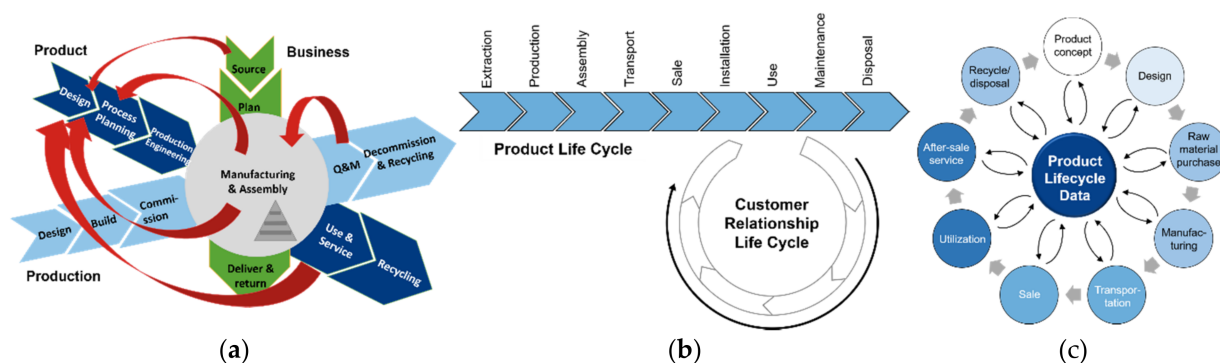 Product
Business
Source
Plan
Design
Process
Planning
Production
Engineering
Manufacturing
& Assembly
Q&M
Decommission
& Recycling
Design
Build
Commi-
ssion
Use &
Service
Recycling
Deliver &
return
Production
(a)
Extraction
Production
Assembly
Transport
Sale
Installation
Use
Maintenance
Disposal
Product Life Cycle
Customer
Relationship
Life Cycle
(b)
Product
concept
Design
Raw
material
purchase
Manufac-
turing
Transpor-
tation
Sale
Utilization
After-sale
service
Recycle/
disposal
Product
Lifecycle
Data
(c)